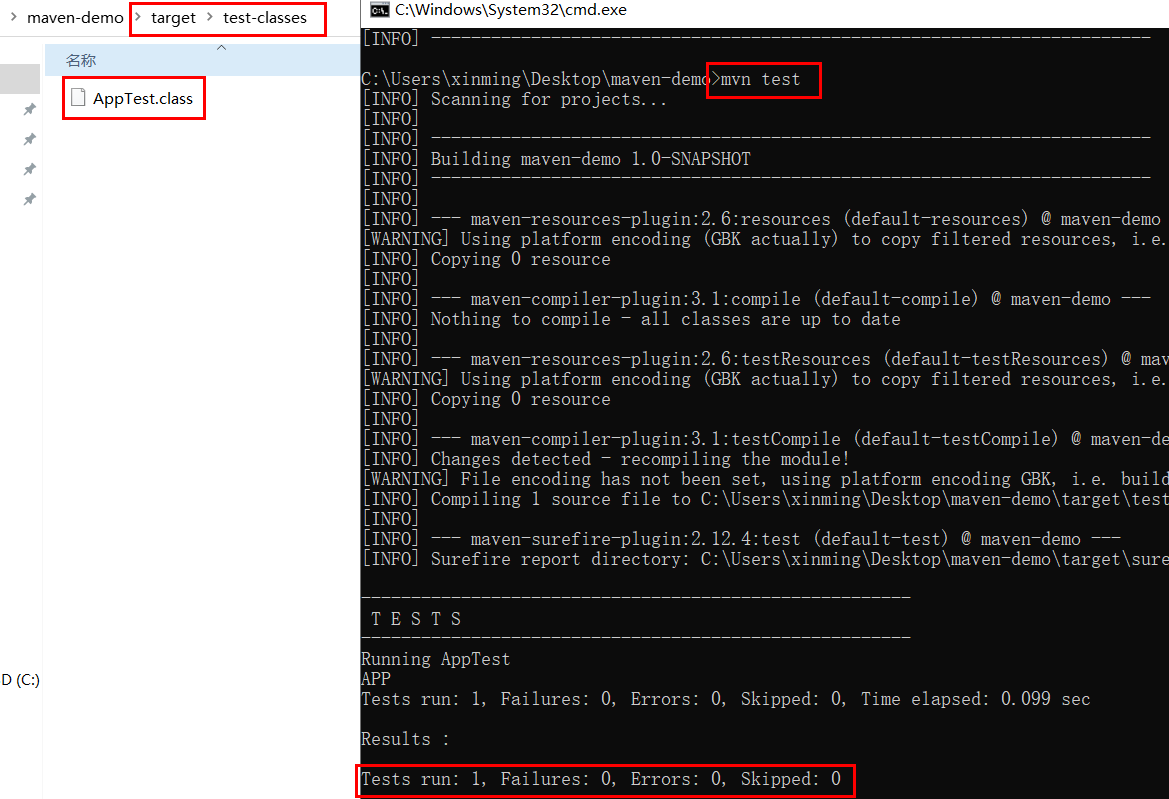 maven-demo > target > test-classes
名称
AppTest.class
D (C:)
C:\Windows\System32\cmd.exe
[INFO] ------------------------------------------------------------------------
C:\Users\xinming\Desktop\maven-demo>mvn test
[INFO] Scanning for projects...
[INFO]
[INFO] ------------------------------------------------------------------------
[INFO] Building maven-demo 1.0-SNAPSHOT
[INFO] ------------------------------------------------------------------------
[INFO]
[INFO] --- maven-resources-plugin:2.6:resources (default-resources) @ maven-demo
[WARNING] Using platform encoding (GBK actually) to copy filtered resources, i.e.
[INFO] Copying 0 resource
[INFO]
[INFO] --- maven-compiler-plugin:3.1:compile (default-compile) @ maven-demo ---
[INFO] Nothing to compile - all classes are up to date
[INFO]
[INFO] --- maven-resources-plugin:2.6:testResources (default-testResources) @ mav
[WARNING] Using platform encoding (GBK actually) to copy filtered resources, i.e.
[INFO] Copying 0 resource
[INFO]
[INFO] --- maven-compiler-plugin:3.1:testCompile (default-testCompile) @ maven-de
[INFO] Changes detected - recompiling the module!
[WARNING] File encoding has not been set, using platform encoding GBK, i.e. build
[INFO] Compiling 1 source file to C:\Users\xinming\Desktop\maven-demo\target\test
[INFO]
[INFO] --- maven-surefire-plugin:2.12.4:test (default-test) @ maven-demo ---
[INFO] Surefire report directory: C:\Users\xinming\Desktop\maven-demo\target\sure
-------------------------------------------------------
T E S T S
-------------------------------------------------------
Running AppTest
APP
Tests run: 1, Failures: 0, Errors: 0, Skipped: 0, Time elapsed: 0.099 sec
Results :
Tests run: 1, Failures: 0, Errors: 0, Skipped: 0